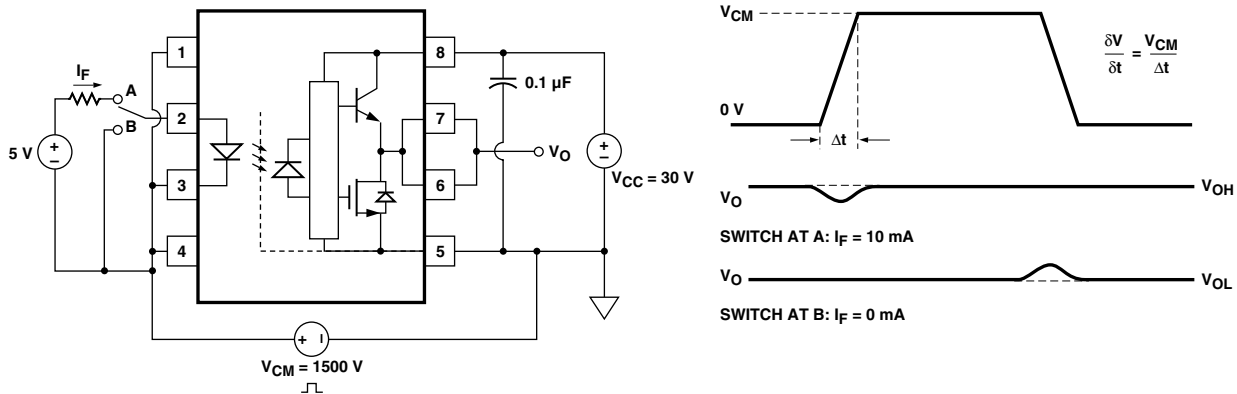 I_F
A
B
5 V
+
–
1
2
3
4
8
7
6
5
0.1 µF
V_O
+
–
V_CC = 30 V
+ –
V_CM = 1500 V
V_CM
0 V
Δt
δV/δt = V_CM/Δt
V_O V_OH
SWITCH AT A: I_F = 10 mA
V_O V_OL
SWITCH AT B: I_F = 0 mA